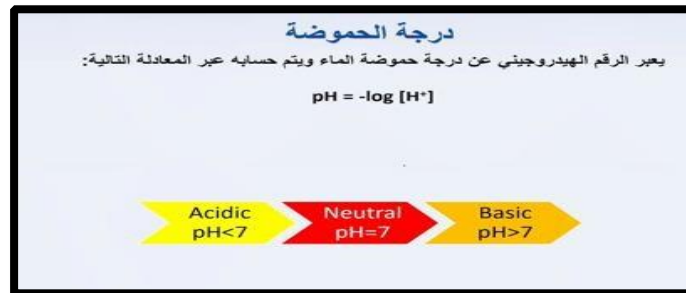 درجة الحموضة
يعبر الرقم الهيدروجيني عن درجة حموضة الماء ويتم حسابه عبر المعادلة التالية:
pH = -log [H⁺]
Acidic Neutral Basic
pH<7 pH=7 pH>7